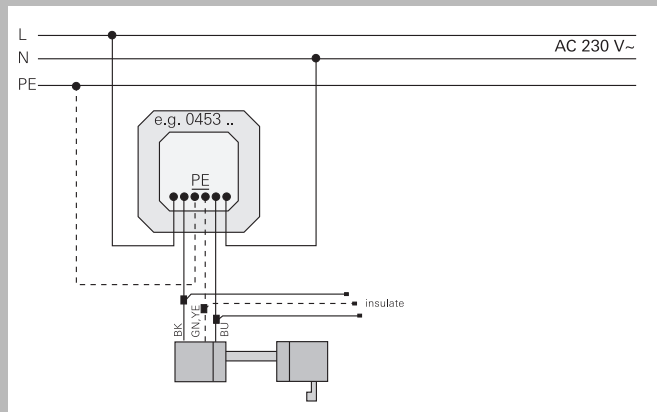 L
AC 230 V~
N
PE
e.g. 0453 ..
PE
insulate
BK
GN,YE
BU